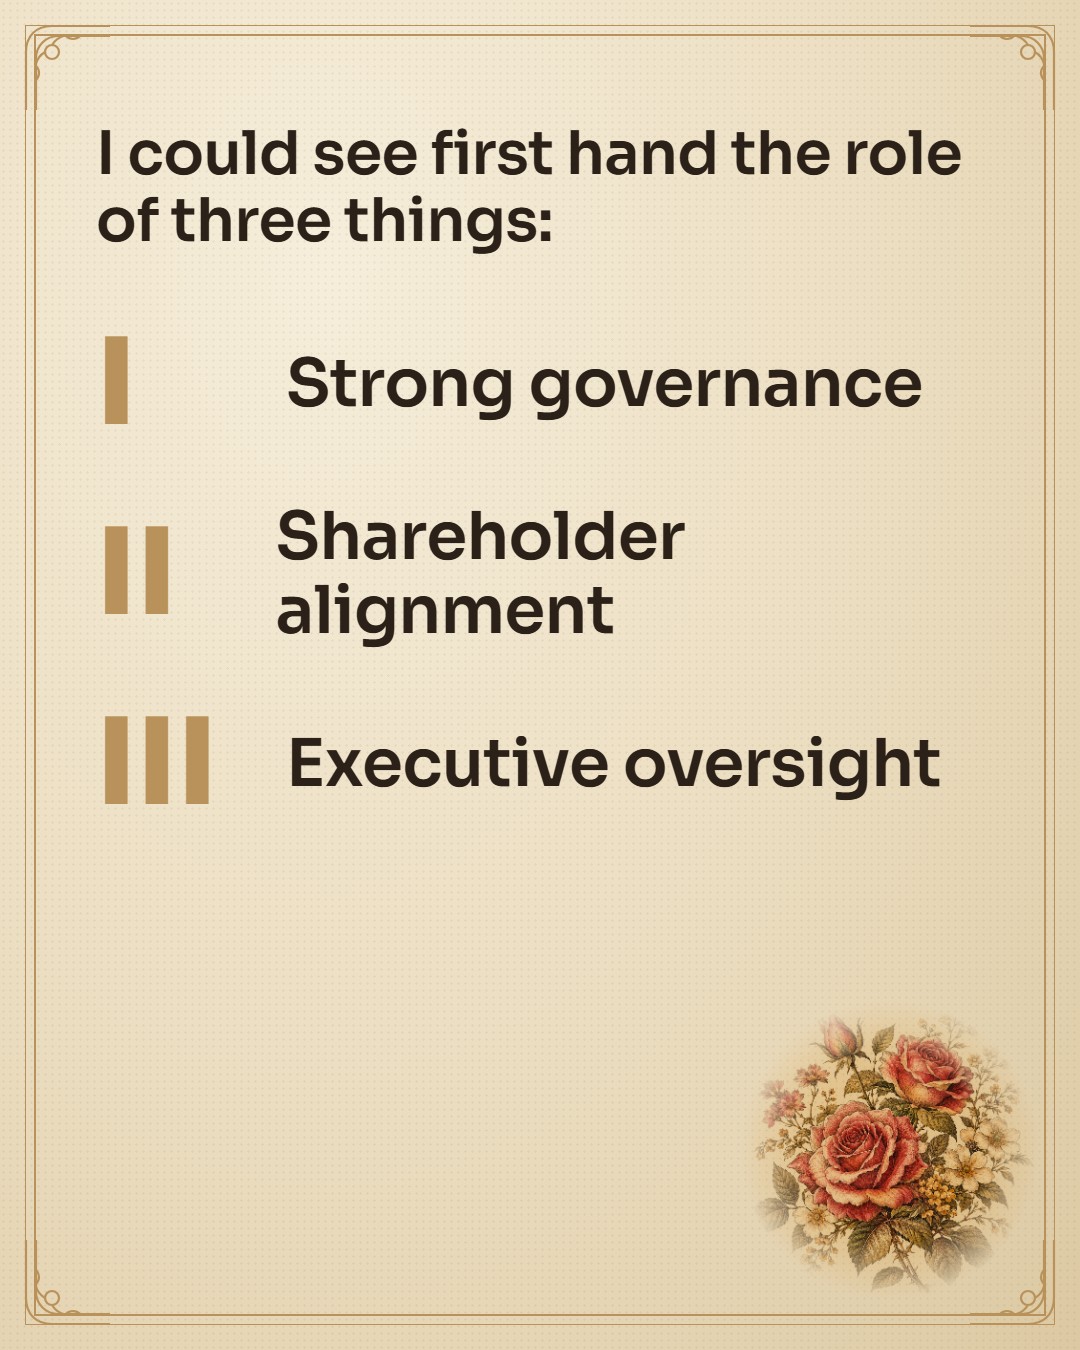 I could see first hand the role
of three things:
I Strong governance
II Shareholder
alignment
III Executive oversight